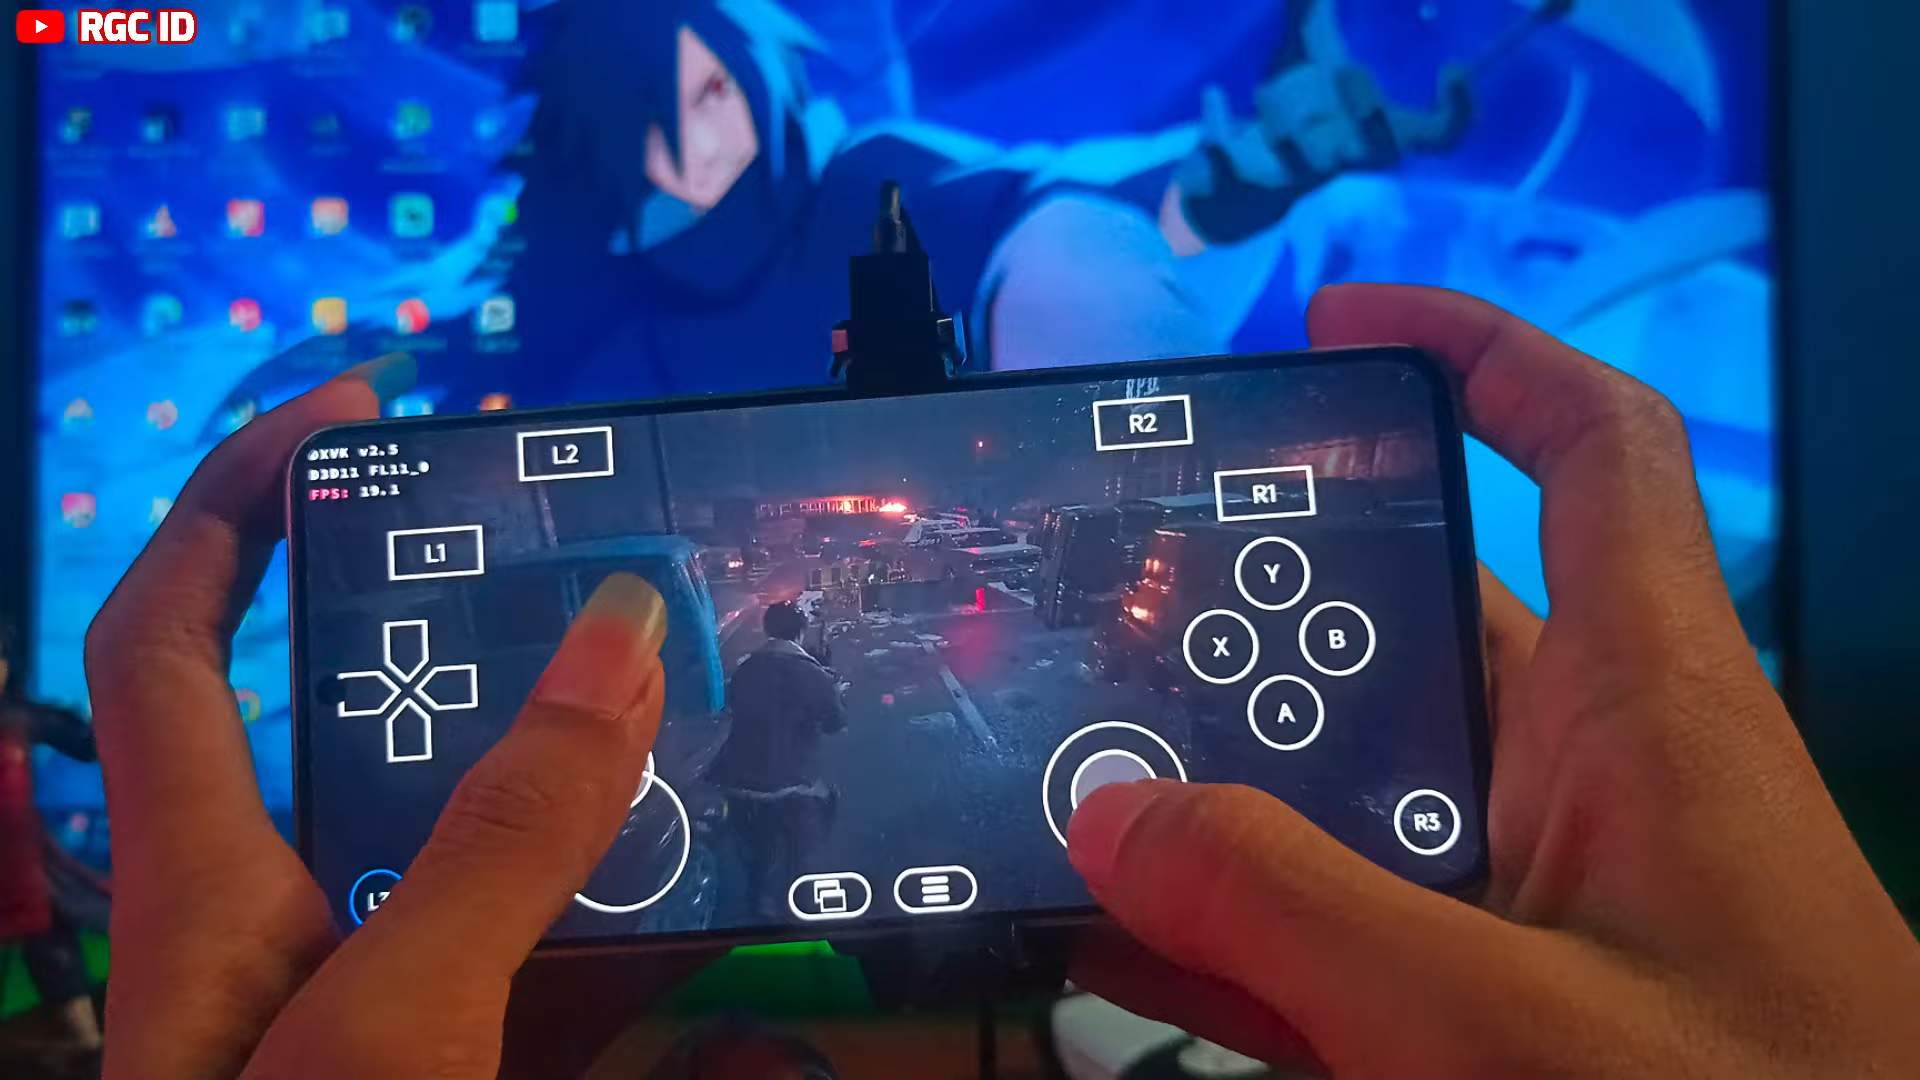 RGC ID
R.P.D.
DXVK v2.5
D3D11 FL11_0
FPS: 19.1
L2
R2
L1
R1
Y
X
B
A
R3